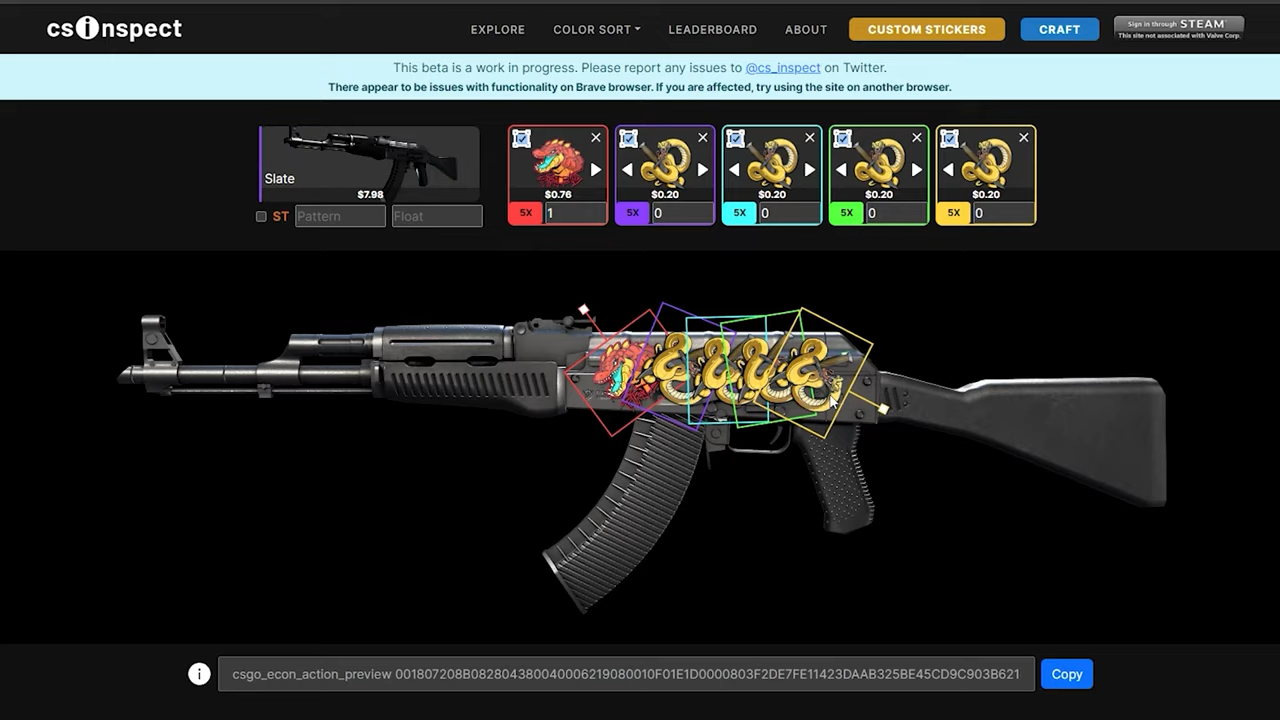 cs inspect
EXPLORE
COLOR SORT
LEADERBOARD
ABOUT
CUSTOM STICKERS
CRAFT
Sign in through STEAM
This site not associated with Valve Corp.
This beta is a work in progress. Please report any issues to @cs_inspect on Twitter.
There appear to be issues with functionality on Brave browser. If you are affected, try using the site on another browser.
Slate
$7.98
ST
Pattern
Float
$0.76
5X
1
$0.20
5X
0
$0.20
5X
0
$0.20
5X
0
$0.20
5X
0
i
csgo_econ_action_preview 001807208B082804380040006219080010F01E1D0000803F2DE7FE11423DAAB325BE45CD9C903B621
Copy